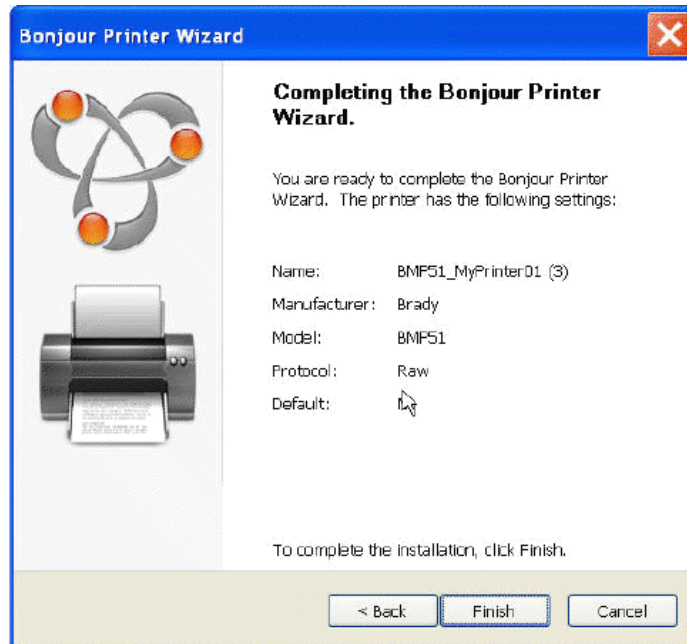 Bonjour Printer Wizard
Completing the Bonjour Printer
Wizard.
You are ready to complete the Bonjour Printer
Wizard. The printer has the following settings:
Name: BMP51_MyPrinter01 (3)
Manufacturer: Brady
Model: BMP51
Protocol: Raw
Default:
To complete the installation, click Finish.
< Back Finish Cancel